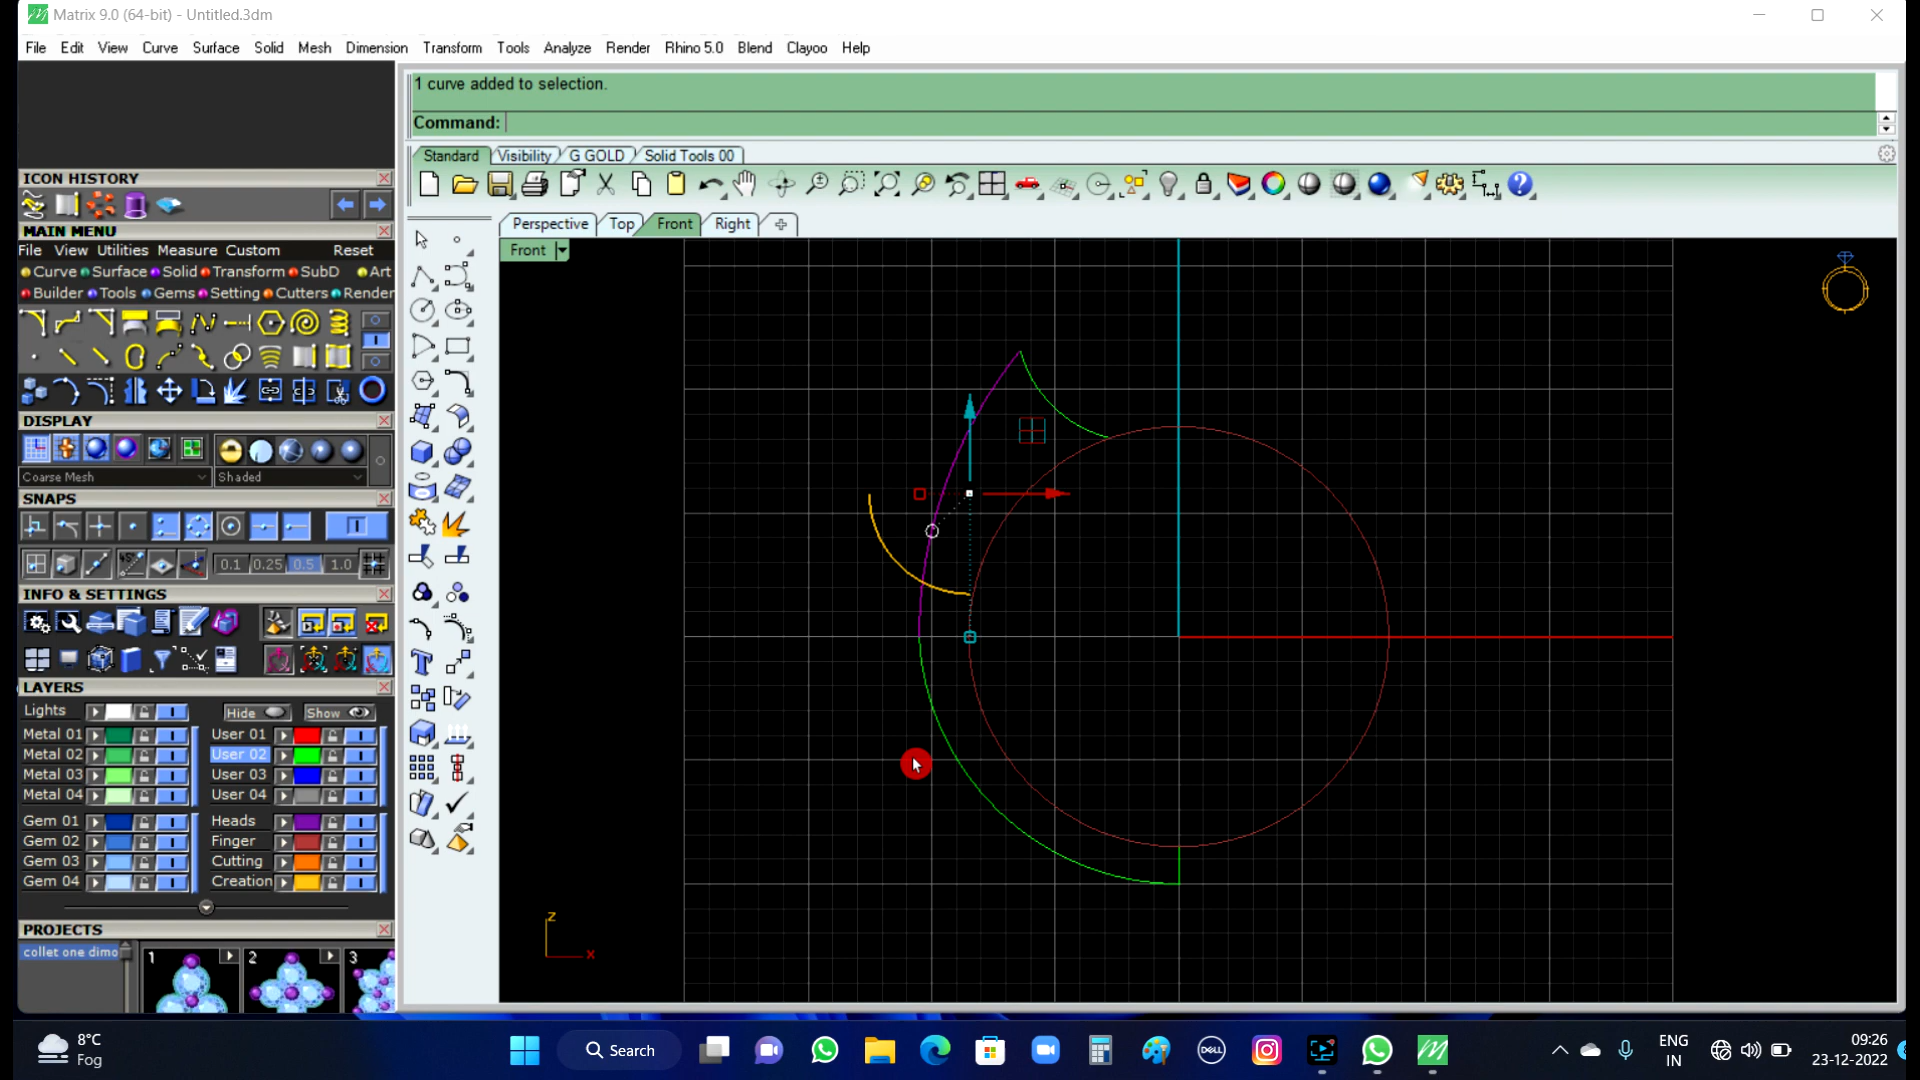 Matrix 9.0 (64-bit) - Untitled.3dm
File Edit View Curve Surface Solid Mesh Dimension Transform Tools Analyze Render Rhino 5.0 Blend Clayoo Help
1 curve added to selection.
Command:
Standard Visibility G GOLD Solid Tools 00
Perspective Top Front Right
Front
ICON HISTORY
MAIN MENU
File View Utilities Measure Custom Reset
Curve Surface Solid Transform SubD Art
Builder Tools Gems Setting Cutters Render
DISPLAY
Coarse Mesh Shaded
SNAPS
0.1 0.25 0.5 1.0
INFO & SETTINGS
LAYERS
Lights Hide Show
Metal 01 User 01
Metal 02 User 02
Metal 03 User 03
Metal 04 User 04
Gem 01 Heads
Gem 02 Finger
Gem 03 Cutting
Gem 04 Creation
PROJECTS
collet one dimo
1 2 3
z
x
8°C
Fog
Search
DELL
ENG
IN
09:26
23-12-2022